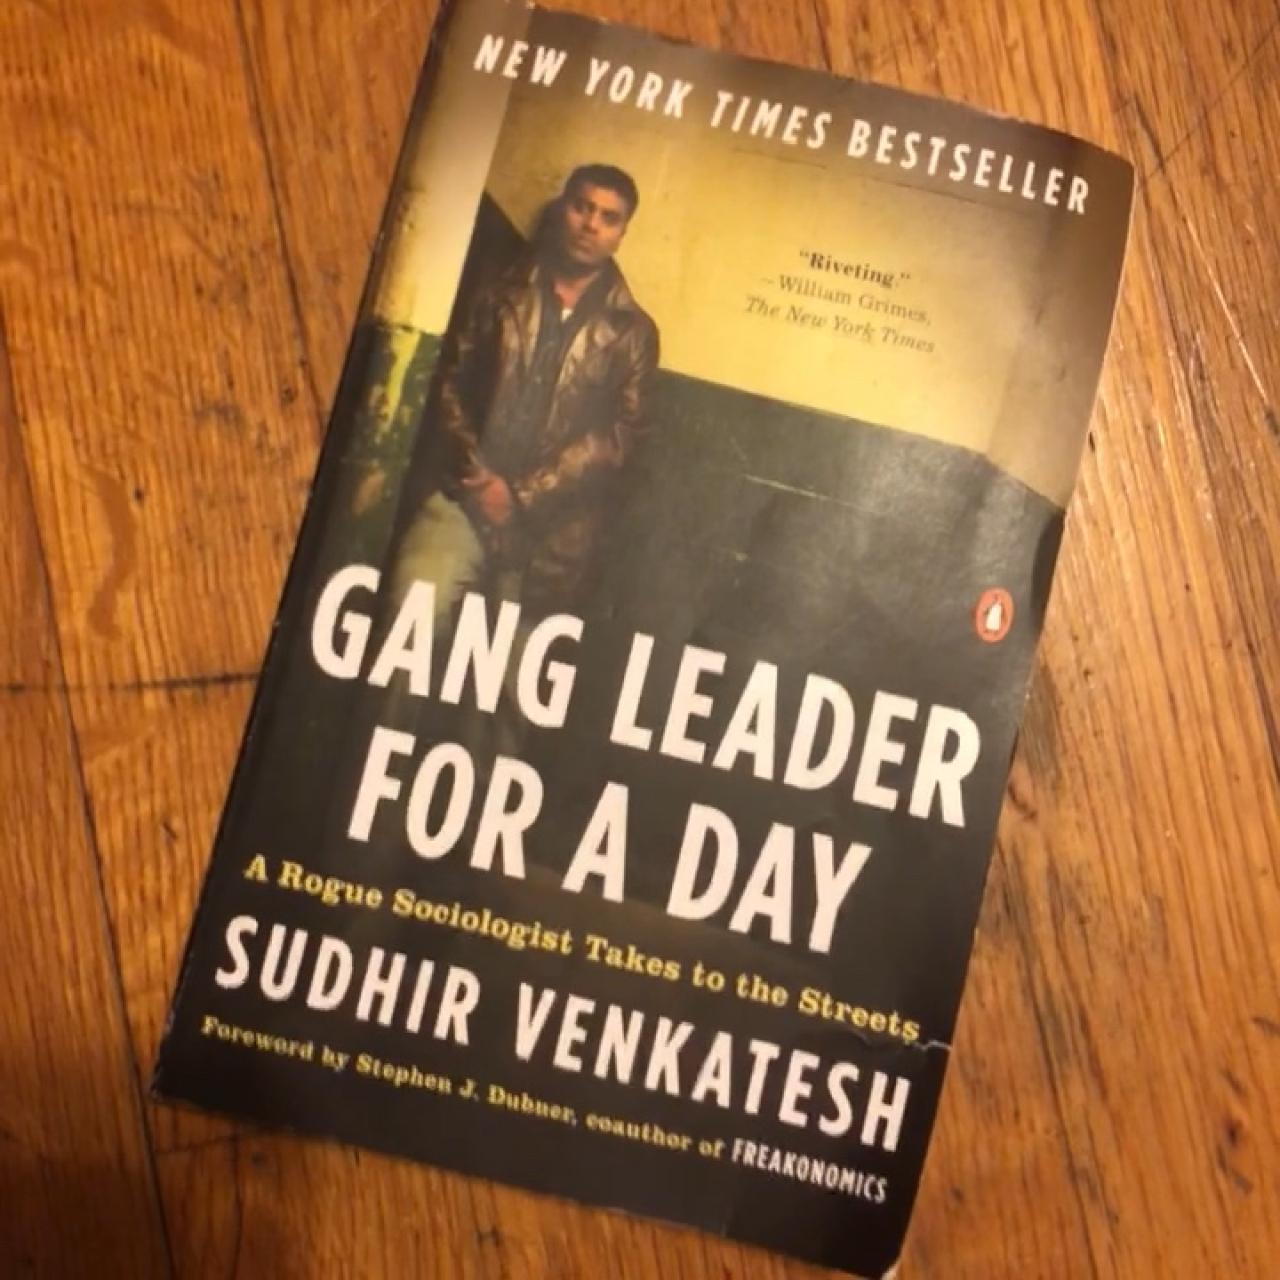 NEW YORK TIMES BESTSELLER
"Riveting."
– William Grimes,
The New York Times
GANG LEADER
FOR A DAY
A Rogue Sociologist Takes to the Streets
SUDHIR VENKATESH
Foreword by Stephen J. Dubner, coauthor of FREAKONOMICS